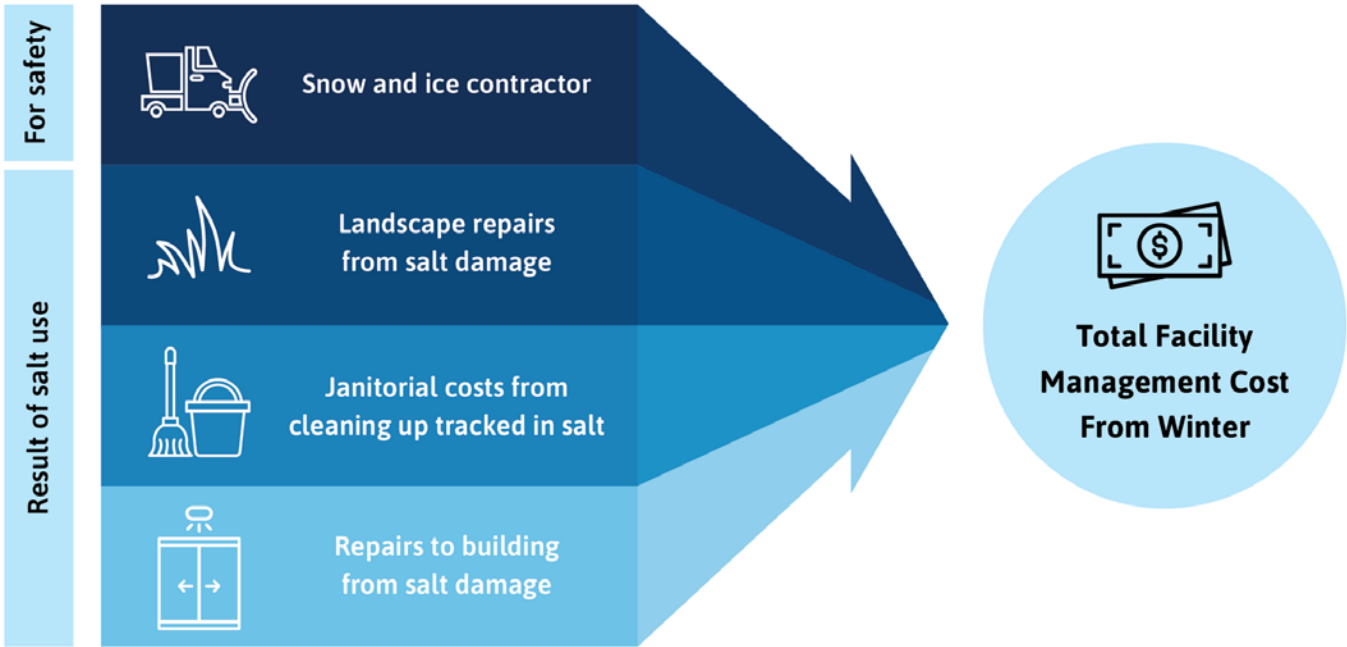 For safety
Snow and ice contractor
Result of salt use
Landscape repairs
from salt damage
Janitorial costs from
cleaning up tracked in salt
Repairs to building
from salt damage
$
Total Facility
Management Cost
From Winter